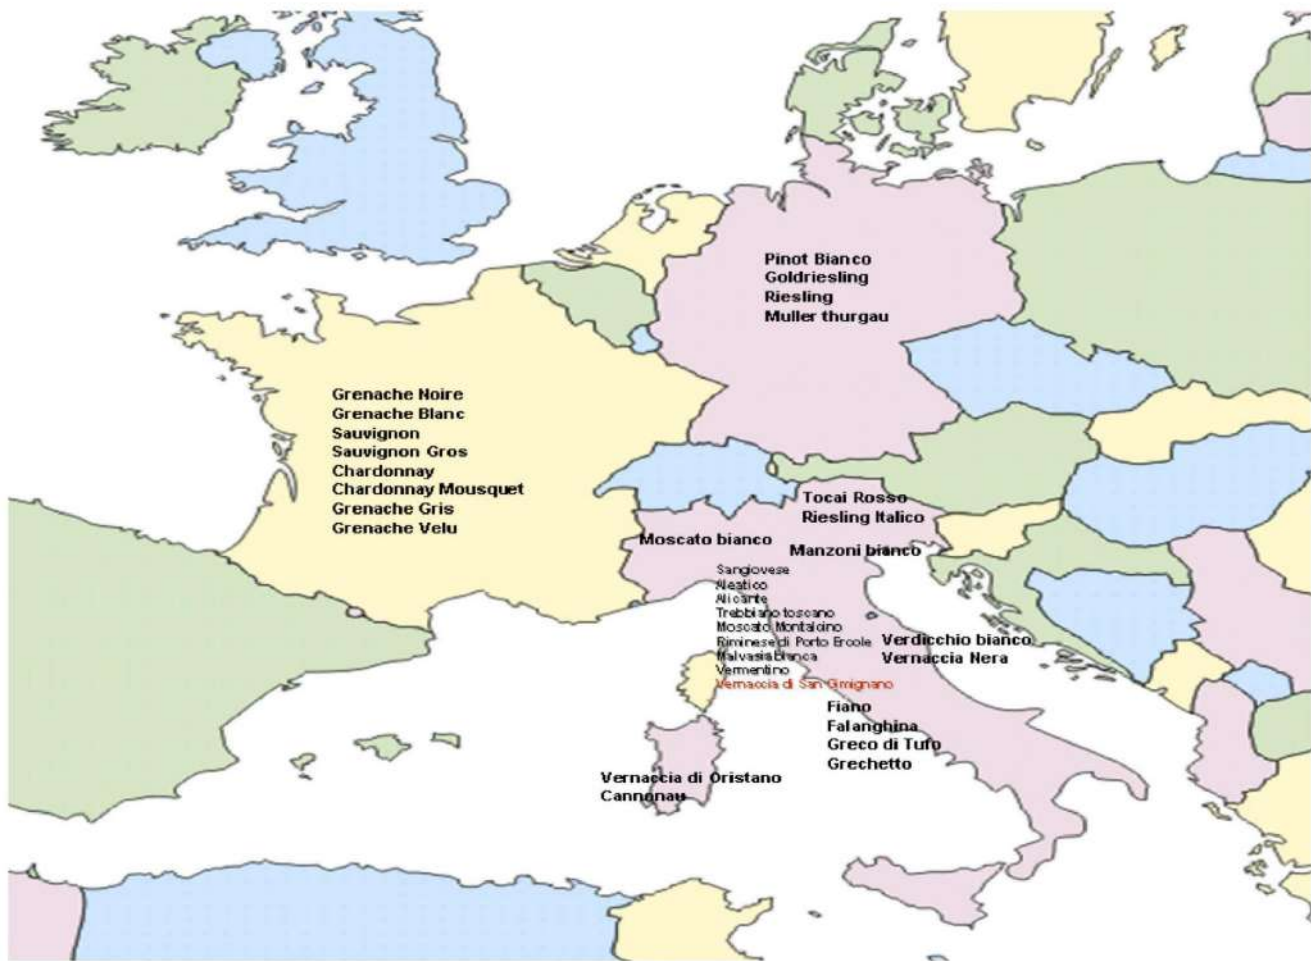 Pinot Bianco
Goldriesling
Riesling
Muller thurgau
Grenache Noire
Grenache Blanc
Sauvignon
Sauvignon Gros
Chardonnay
Chardonnay Mousquet
Grenache Gris
Grenache Velu
Tocai Rosso
Riesling Italico
Moscato bianco
Manzoni bianco
Sangiovese
Aleatico
Alicante
Trebbiano toscano
Moscato Montalcino
Riminese di Porto Ercole
Malvasia bianca
Vermentino
Vernaccia di San Gimignano
Verdicchio bianco
Vernaccia Nera
Fiano
Falanghina
Greco di Tufo
Grechetto
Vernaccia di Oristano
Cannonau